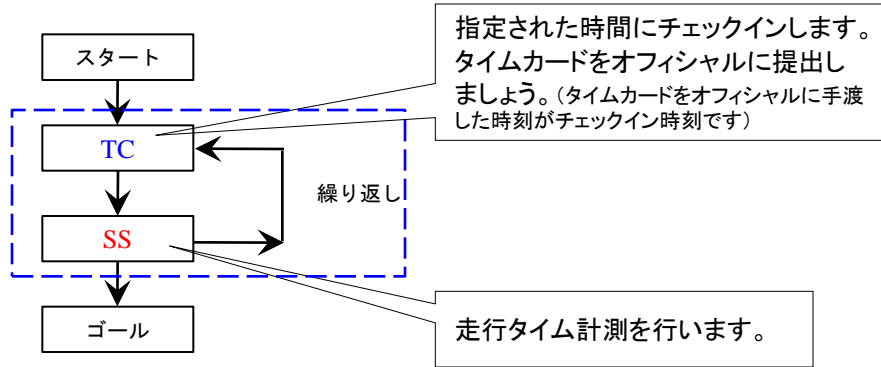 指定された時間にチェックインします。
タイムカードをオフィシャルに提出し
ましょう。（タイムカードをオフィシャルに手渡
した時刻がチェックイン時刻です）
スタート
TC
繰り返し
SS
ゴール
走行タイム計測を行います。